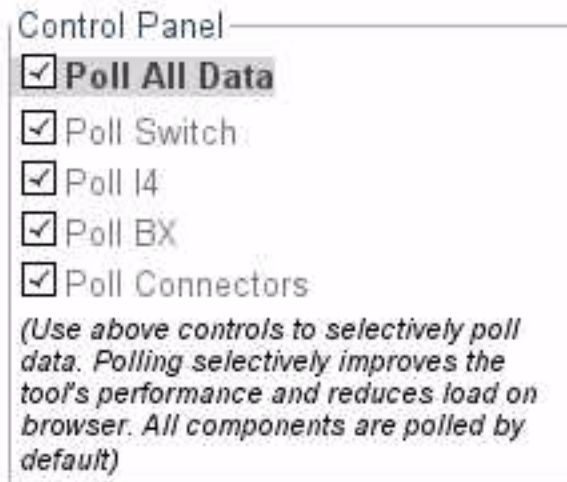 Control Panel
Poll All Data
Poll Switch
Poll I4
Poll BX
Poll Connectors
(Use above controls to selectively poll
data. Polling selectively improves the
tool's performance and reduces load on
browser. All components are polled by
default)